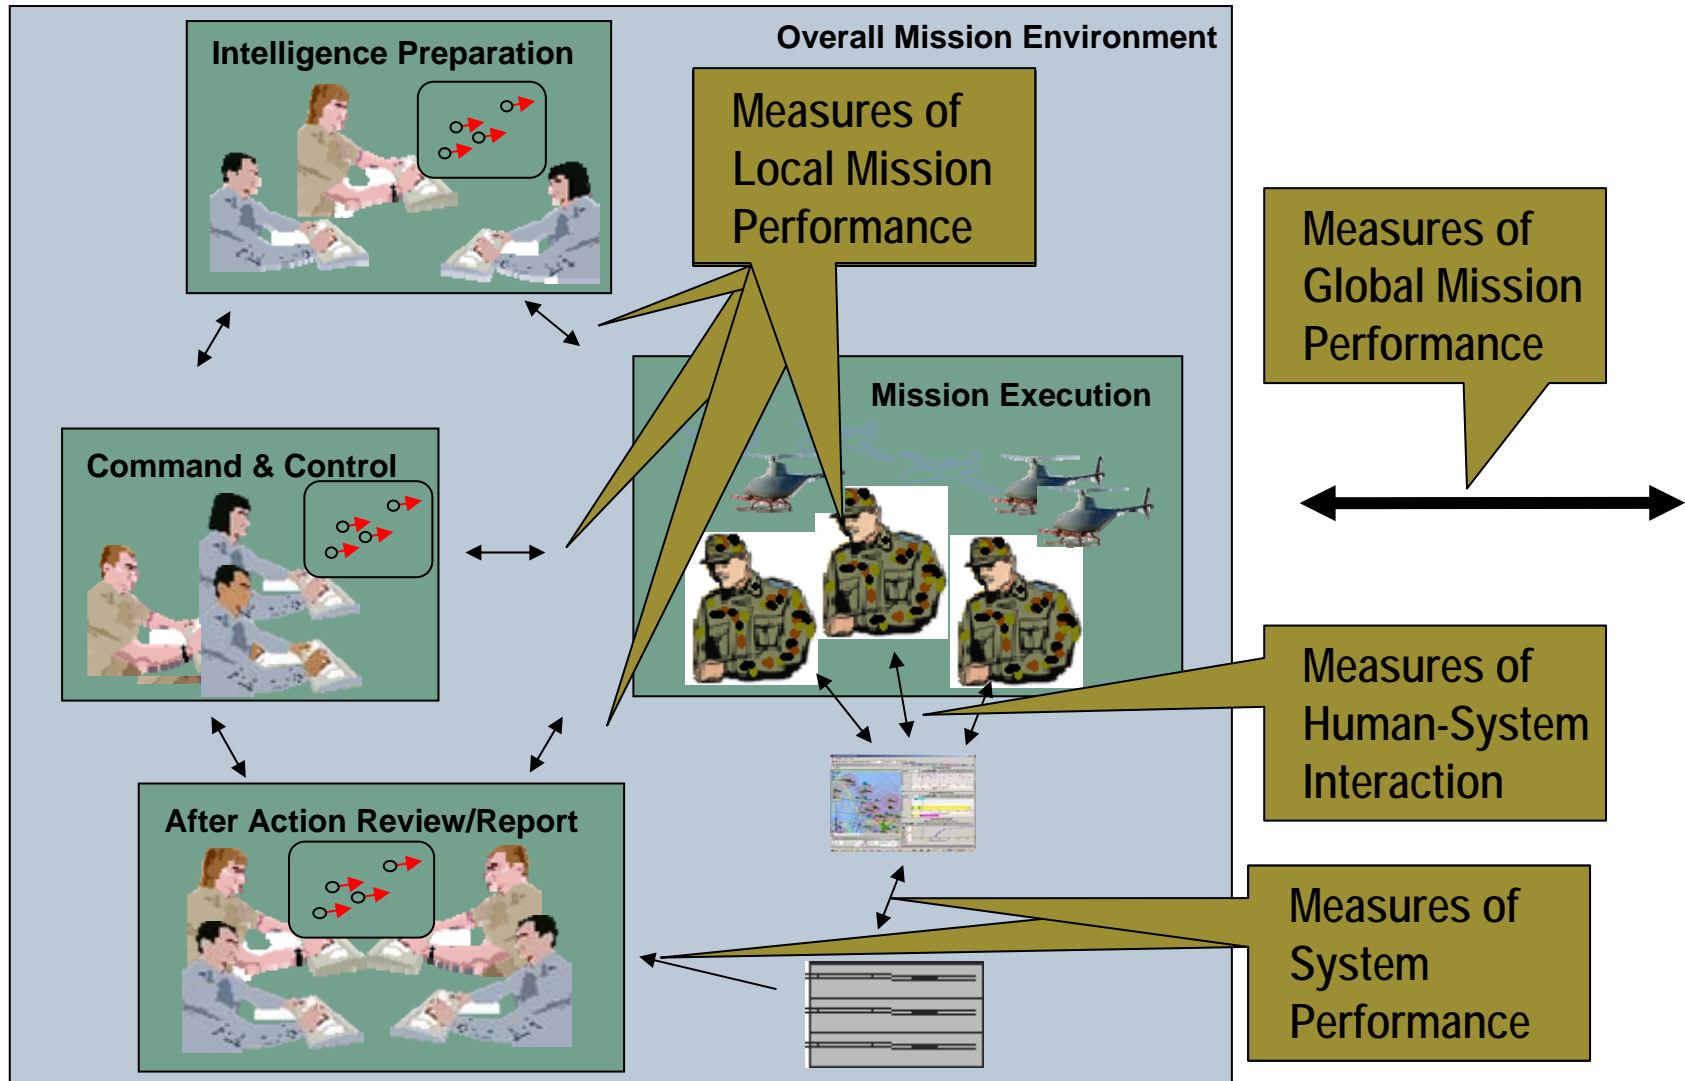 Overall Mission Environment
Intelligence Preparation
Measures of
Local Mission
Performance
Measures of
Global Mission
Performance
Mission Execution
Command & Control
Measures of
Human-System
Interaction
After Action Review/Report
Measures of
System
Performance